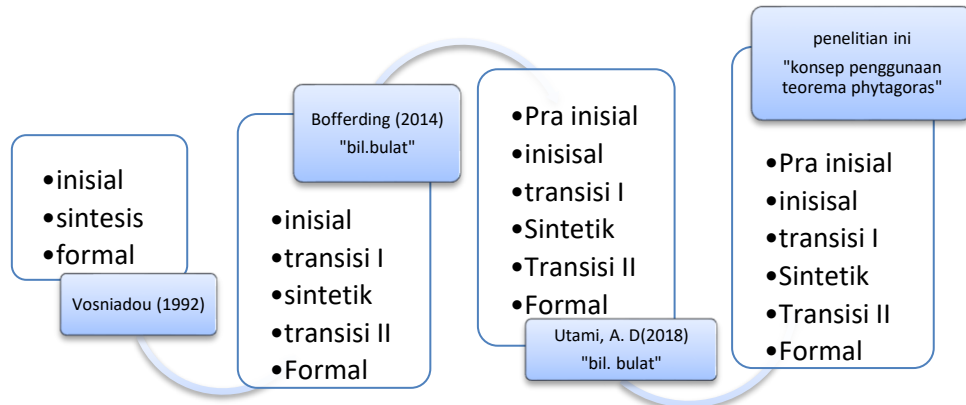 •inisial
•sintesis
•formal
Vosniadou (1992)
Bofferding (2014)
"bil.bulat"
•inisial
•transisi I
•sintetik
•transisi II
•Formal
•Pra inisial
•inisisal
•transisi I
•Sintetik
•Transisi II
•Formal
Utami, A. D(2018)
"bil. bulat"
penelitian ini
"konsep penggunaan
teorema phytagoras"
•Pra inisial
•inisisal
•transisi I
•Sintetik
•Transisi II
•Formal